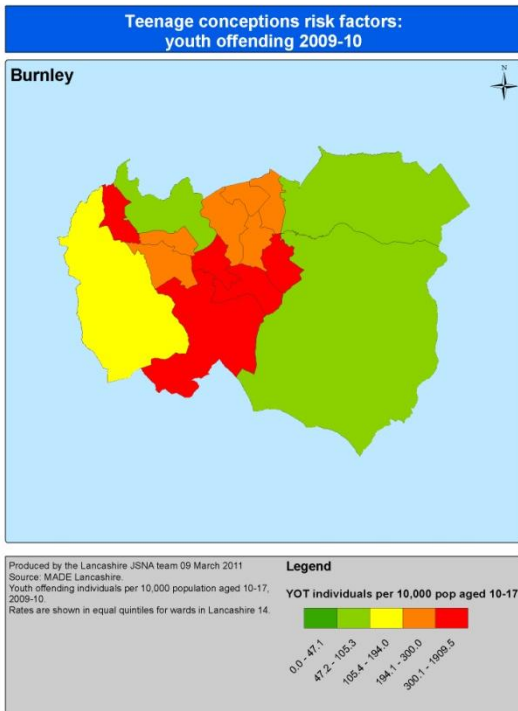 Teenage conceptions risk factors:
youth offending 2009-10
Burnley
N
Produced by the Lancashire JSNA team 09 March 2011
Source: MADE Lancashire.
Youth offending individuals per 10,000 population aged 10-17,
2009-10.
Rates are shown in equal quintiles for wards in Lancashire 14.
Legend
YOT individuals per 10,000 pop aged 10-17
0.0 - 47.1
47.2 - 105.3
105.4 - 194.0
194.1 - 300.0
300.1 - 1909.5